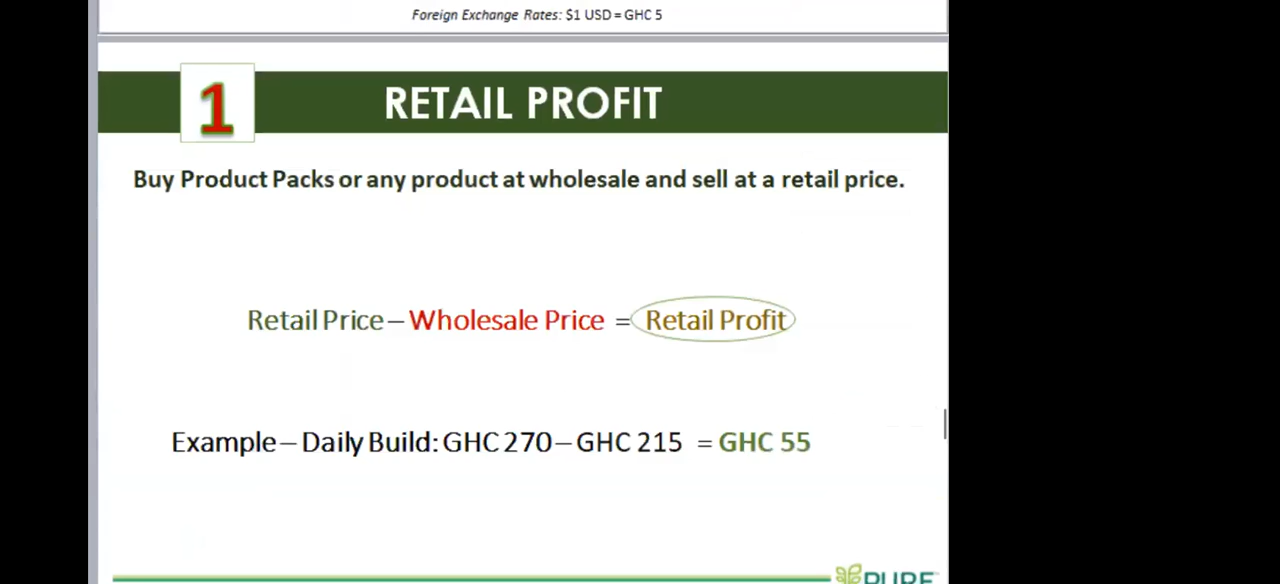 Foreign Exchange Rates: $1 USD = GHC 5
1
RETAIL PROFIT
Buy Product Packs or any product at wholesale and sell at a retail price.
Retail Price – Wholesale Price = Retail Profit
Example – Daily Build: GHC 270 – GHC 215 = GHC 55
PURE